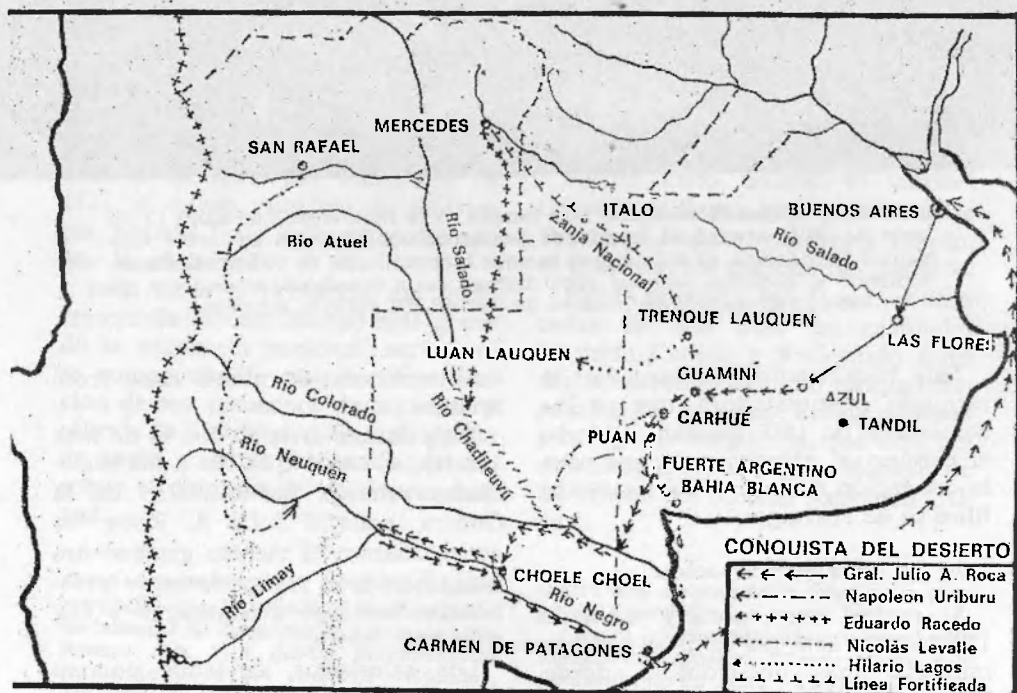 MERCEDES
SAN RAFAEL
ITALO
BUENOS AIRES
Río Atuel
Río Salado
Zanja Nacional
Río Salado
TRENQUE LAUQUEN
LAS FLORES
LUAN LAUQUEN
GUAMINI
AZUL
CARHUÉ
TANDIL
Río Colorado
Río Chadileuv
PUAN
Río Neuquén
FUERTE ARGENTINO
BAHIA BLANCA
CONQUISTA DEL DESIERTO
Gral. Julio A. Roca
Napoleon Uriburu
Eduardo Racedo
Nicolás Levalle
Hilario Lagos
Línea Fortificada
CHOELE CHOEL
Río Limay
Río Negro
CARMEN DE PATAGONES